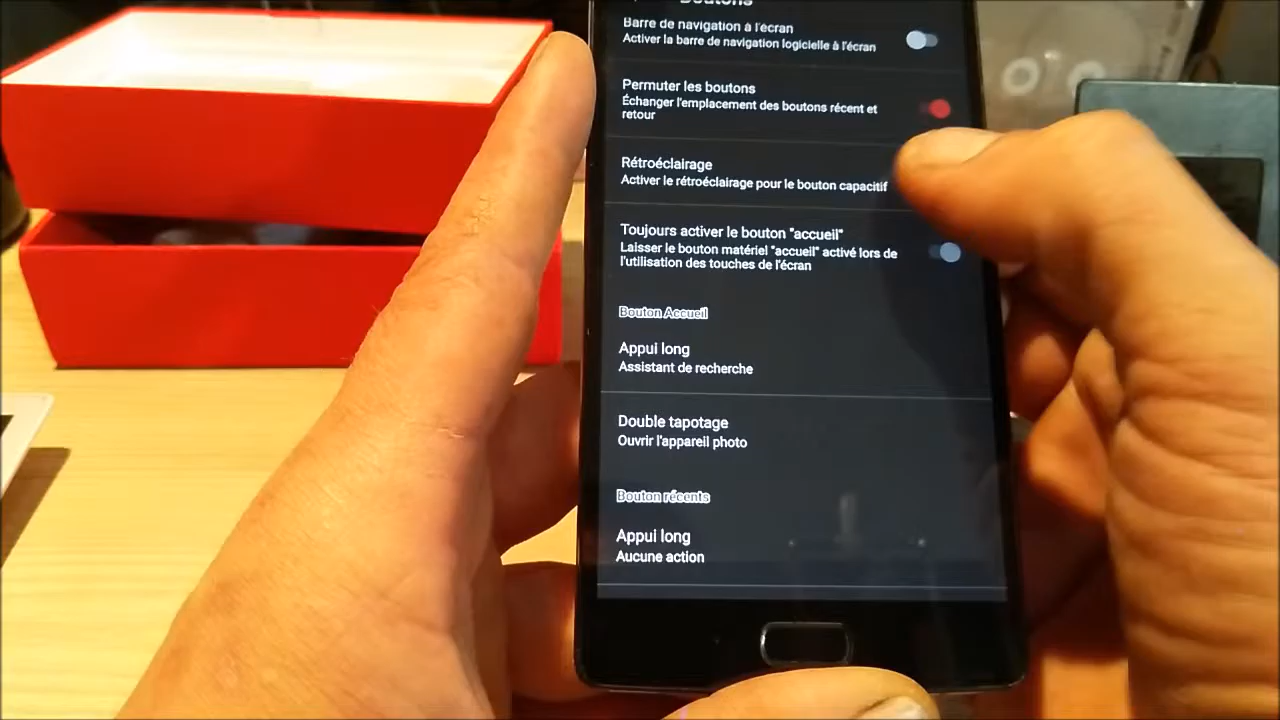 Boutons
Barre de navigation à l'écran
Activer la barre de navigation logicielle à l'écran
Permuter les boutons
Échanger l'emplacement des boutons récent et
retour
Rétroéclairage
Activer le rétroéclairage pour le bouton capacitif
Toujours activer le bouton "accueil"
Laisser le bouton matériel "accueil" activé lors de
l'utilisation des touches de l'écran
Bouton Accueil
Appui long
Assistant de recherche
Double tapotage
Ouvrir l'appareil photo
Bouton récents
Appui long
Aucune action